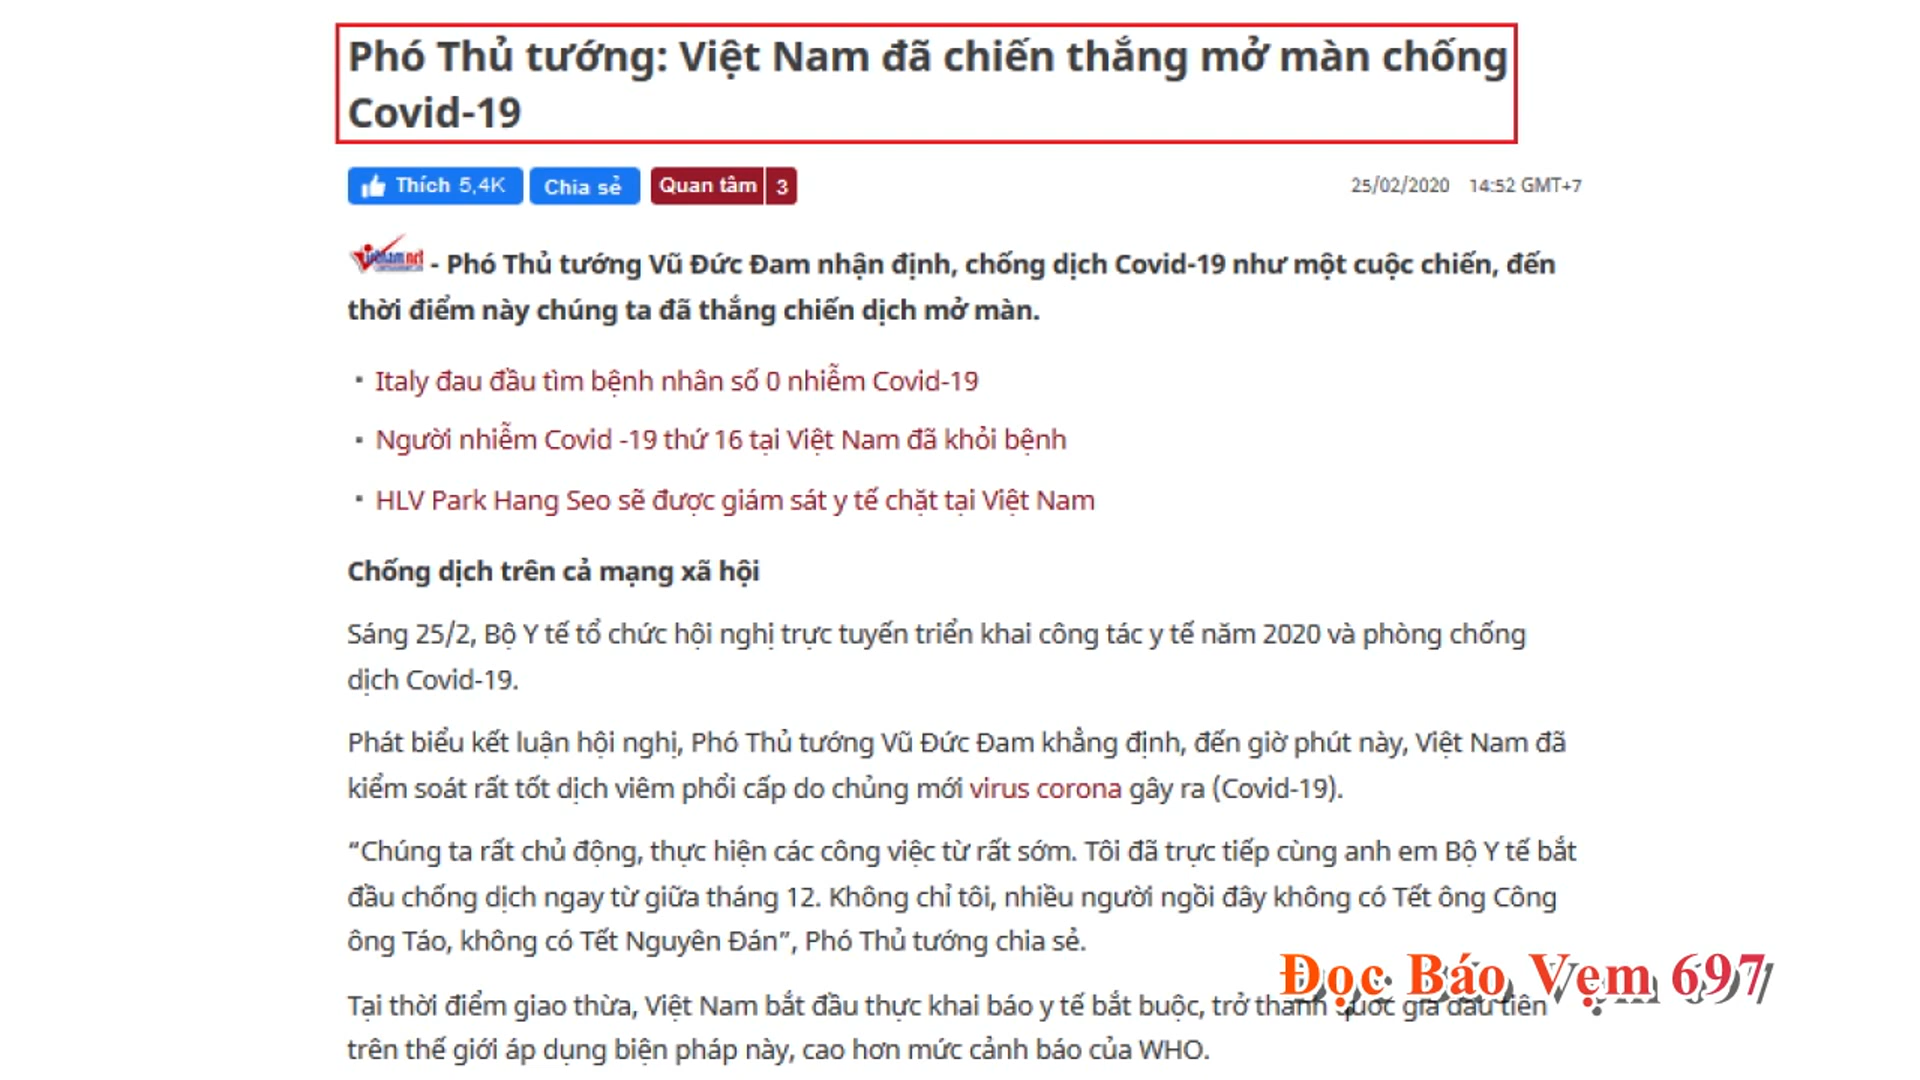 Phó Thủ tướng: Việt Nam đã chiến thắng mở màn chống
Covid-19
Thích 5,4K Chia sẻ Quan tâm 3 25/02/2020 14:52 GMT+7
Vietnamnet - Phó Thủ tướng Vũ Đức Đam nhận định, chống dịch Covid-19 như một cuộc chiến, đến
thời điểm này chúng ta đã thắng chiến dịch mở màn.
Italy đau đầu tìm bệnh nhân số 0 nhiễm Covid-19
Người nhiễm Covid -19 thứ 16 tại Việt Nam đã khỏi bệnh
HLV Park Hang Seo sẽ được giám sát y tế chặt tại Việt Nam
Chống dịch trên cả mạng xã hội
Sáng 25/2, Bộ Y tế tổ chức hội nghị trực tuyến triển khai công tác y tế năm 2020 và phòng chống
dịch Covid-19.
Phát biểu kết luận hội nghị, Phó Thủ tướng Vũ Đức Đam khẳng định, đến giờ phút này, Việt Nam đã
kiểm soát rất tốt dịch viêm phổi cấp do chủng mới virus corona gây ra (Covid-19).
“Chúng ta rất chủ động, thực hiện các công việc từ rất sớm. Tôi đã trực tiếp cùng anh em Bộ Y tế bắt
đầu chống dịch ngay từ giữa tháng 12. Không chỉ tôi, nhiều người ngồi đây không có Tết ông Công
ông Táo, không có Tết Nguyên Đán”, Phó Thủ tướng chia sẻ.
Đọc Báo Vẹm 697
Tại thời điểm giao thừa, Việt Nam bắt đầu thực khai báo y tế bắt buộc, trở thành quốc gia đầu tiên
trên thế giới áp dụng biện pháp này, cao hơn mức cảnh báo của WHO.